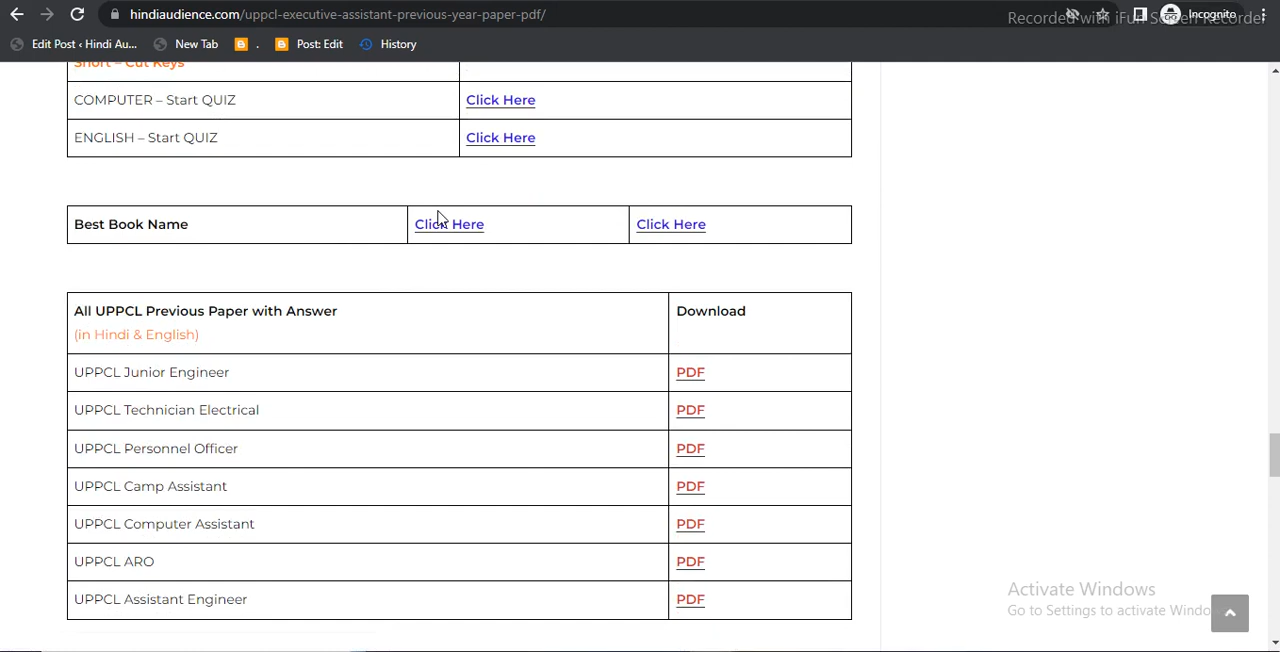 hindiaudience.com/uppcl-executive-assistant-previous-year-paper-pdf/
Incognito
Recorded with iFun Screen Recorder
Edit Post ‹ Hindi Au...
New Tab
.
Post: Edit
History
Short – Cut Keys
COMPUTER – Start QUIZ Click Here
ENGLISH – Start QUIZ Click Here
Best Book Name Click Here Click Here
All UPPCL Previous Paper with Answer Download
(in Hindi & English)
UPPCL Junior Engineer PDF
UPPCL Technician Electrical PDF
UPPCL Personnel Officer PDF
UPPCL Camp Assistant PDF
UPPCL Computer Assistant PDF
UPPCL ARO PDF
UPPCL Assistant Engineer PDF
Activate Windows
Go to Settings to activate Windo